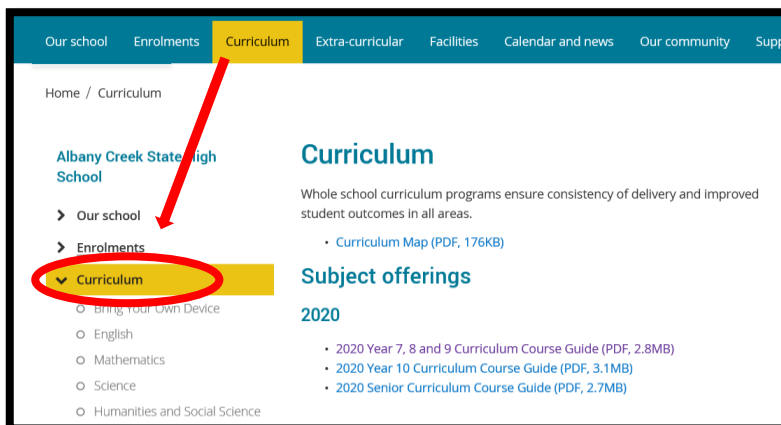 Our school Enrolments Curriculum Extra-curricular Facilities Calendar and news Our community Supp
Home / Curriculum
Albany Creek State High
School
Our school
Enrolments
Curriculum
Bring Your Own Device
English
Mathematics
Science
Humanities and Social Science
Curriculum
Whole school curriculum programs ensure consistency of delivery and improved
student outcomes in all areas.
• Curriculum Map (PDF, 176KB)
Subject offerings
2020
• 2020 Year 7, 8 and 9 Curriculum Course Guide (PDF, 2.8MB)
• 2020 Year 10 Curriculum Course Guide (PDF, 3.1MB)
• 2020 Senior Curriculum Course Guide (PDF, 2.7MB)